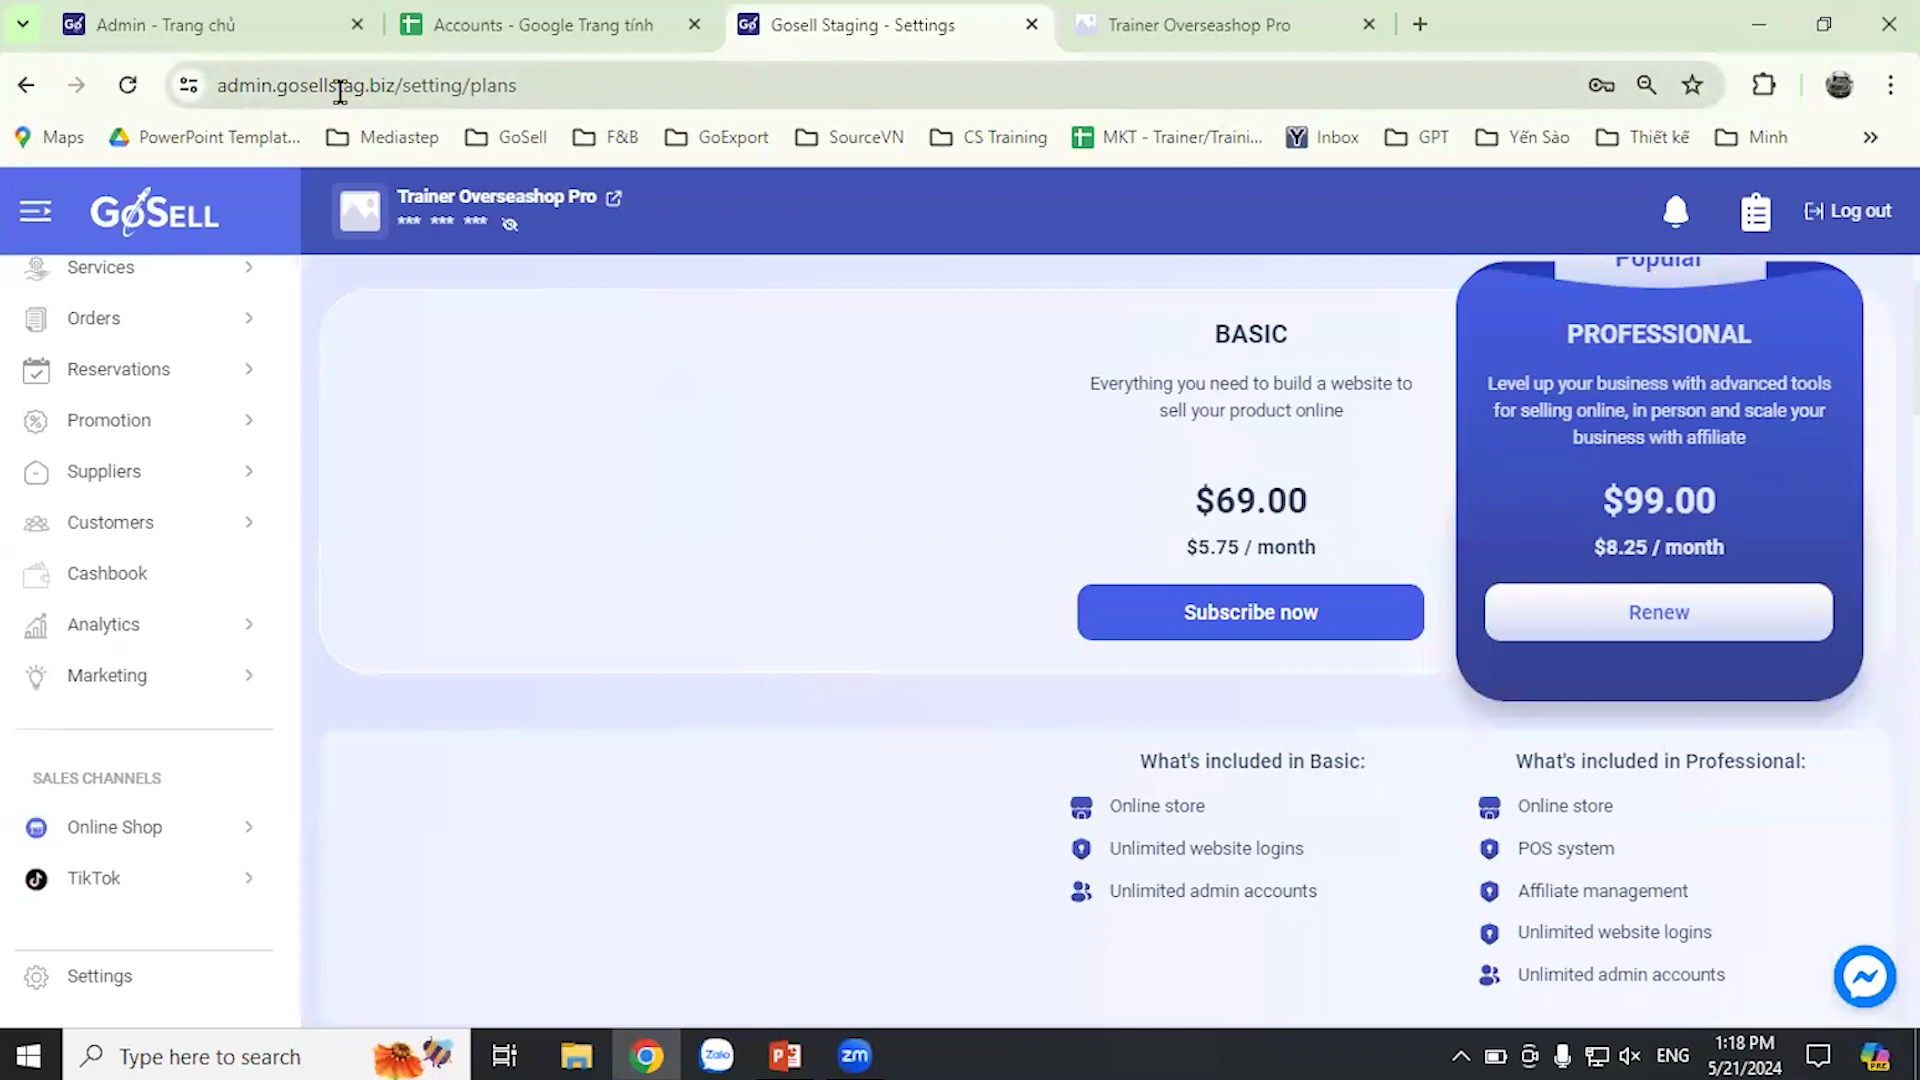 Admin - Trang chủ
Accounts - Google Trang tính
Gosell Staging - Settings
Trainer Overseashop Pro
admin.gosellstag.biz/setting/plans
Maps
PowerPoint Templat...
Mediastep
GoSell
F&B
GoExport
SourceVN
CS Training
MKT - Trainer/Traini...
Inbox
GPT
Yến Sào
Thiết kế
Minh
GoSELL
Trainer Overseashop Pro
*** *** ***
Log out
Services
Orders
Reservations
Promotion
Suppliers
Customers
Cashbook
Analytics
Marketing
SALES CHANNELS
Online Shop
TikTok
Settings
BASIC
Everything you need to build a website to
sell your product online
$69.00
$5.75 / month
Subscribe now
Popular
PROFESSIONAL
Level up your business with advanced tools
for selling online, in person and scale your
business with affiliate
$99.00
$8.25 / month
Renew
What's included in Basic:
Online store
Unlimited website logins
Unlimited admin accounts
What's included in Professional:
Online store
POS system
Affiliate management
Unlimited website logins
Unlimited admin accounts
Type here to search
Zalo
zm
ENG
1:18 PM
5/21/2024
PRE